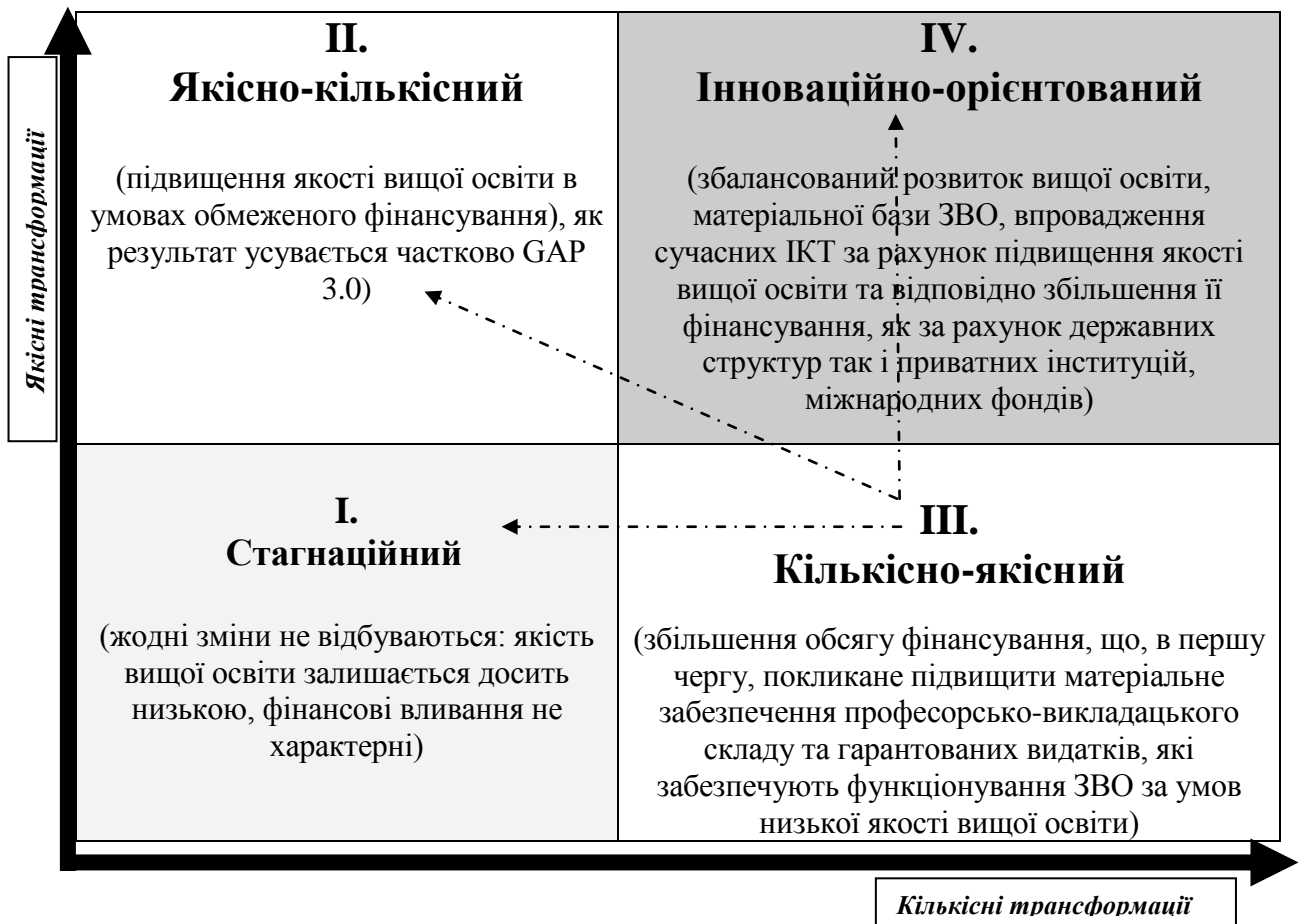 Якісні трансформації
II.
Якісно-кількісний
(підвищення якості вищої освіти в
умовах обмеженого фінансування), як
результат усувається частково GAP
3.0)
IV.
Інноваційно-орієнтований
(збалансований розвиток вищої освіти,
матеріальної бази ЗВО, впровадження
сучасних ІКТ за рахунок підвищення якості
вищої освіти та відповідно збільшення її
фінансування, як за рахунок державних
структур так і приватних інституцій,
міжнародних фондів)
I.
Стагнаційний
(жодні зміни не відбуваються: якість
вищої освіти залишається досить
низькою, фінансові вливання не
характерні)
III.
Кількісно-якісний
(збільшення обсягу фінансування, що, в першу
чергу, покликане підвищити матеріальне
забезпечення професорсько-викладацького
складу та гарантованих видатків, які
забезпечують функціонування ЗВО за умов
низької якості вищої освіти)
Кількісні трансформації